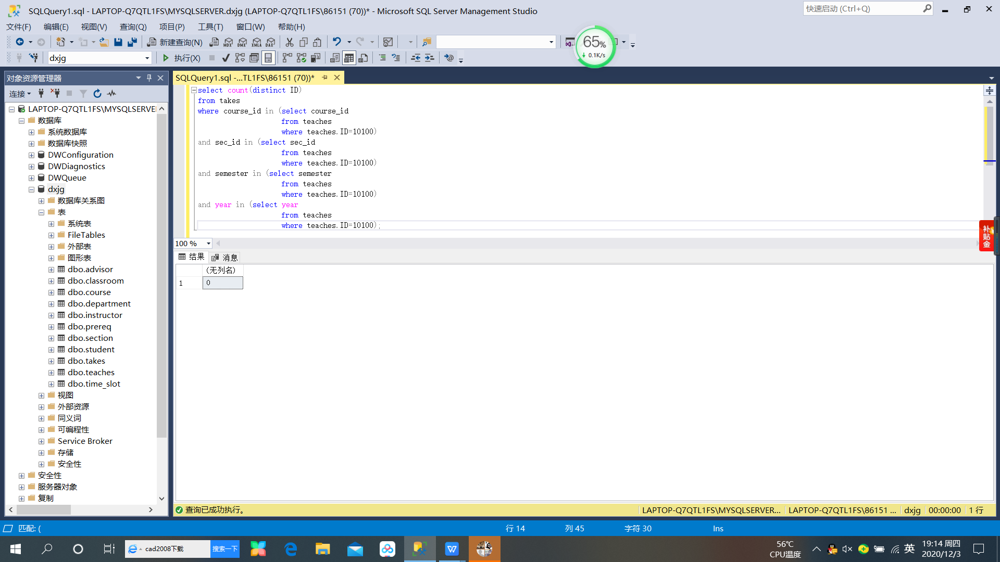 SQLQuery1.sql - LAPTOP-Q7QTL1FS\MYSQLSERVER.dxjg (LAPTOP-Q7QTL1FS\86151 (70))* - Microsoft SQL Server Management Studio
快速启动 (Ctrl+Q)
文件(F) 编辑(E) 视图(V) 查询(Q) 项目(P) 工具(T) 窗口(W) 帮助(H)
新建查询(N) MDX DMX XMLA DAX
65%
0.1K/s
dxjg 执行(X)
对象资源管理器
连接
LAPTOP-Q7QTL1FS\MYSQLSERVE
数据库
系统数据库
数据库快照
DWConfiguration
DWDiagnostics
DWQueue
dxjg
数据库关系图
表
系统表
FileTables
外部表
图形表
dbo.advisor
dbo.classroom
dbo.course
dbo.department
dbo.instructor
dbo.prereq
dbo.section
dbo.student
dbo.takes
dbo.teaches
dbo.time_slot
视图
外部资源
同义词
可编程性
Service Broker
存储
安全性
安全性
服务器对象
复制
SQLQuery1.sql -...TL1FS\86151 (70))*
select count(distinct ID)
from takes
where course_id in (select course_id
from teaches
where teaches.ID=10100)
and sec_id in (select sec_id
from teaches
where teaches.ID=10100)
and semester in (select semester
from teaches
where teaches.ID=10100)
and year in (select year
from teaches
where teaches.ID=10100);
补贴金
100 %
结果 消息
(无列名)
1 0
查询已成功执行。 LAPTOP-Q7QTL1FS\MYSQLSERVER... LAPTOP-Q7QTL1FS\86151 ... dxjg 00:00:00 1 行
匹配: ( 行 14 列 45 字符 30 Ins
cad2008下载 搜索一下
56℃
CPU温度
英
19:14 周四
2020/12/3